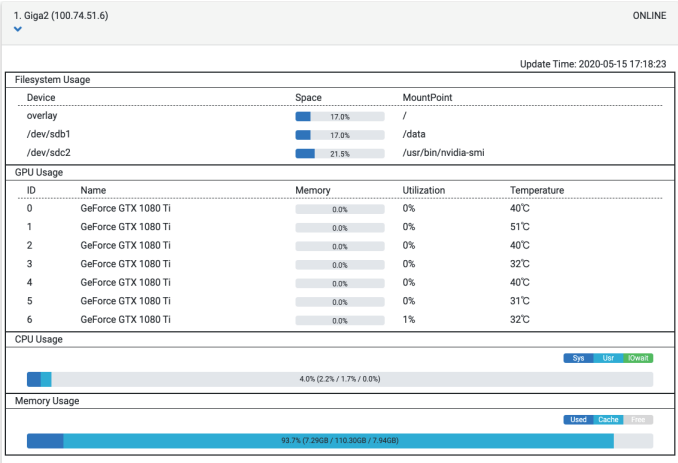 1. Giga2 (100.74.51.6) ONLINE
Update Time: 2020-05-15 17:18:23
Filesystem Usage
Device Space MountPoint
overlay 17.0% /
/dev/sdb1 17.0% /data
/dev/sdc2 21.5% /usr/bin/nvidia-smi
GPU Usage
ID Name Memory Utilization Temperature
0 GeForce GTX 1080 Ti 0.0% 0% 40℃
1 GeForce GTX 1080 Ti 0.0% 0% 51℃
2 GeForce GTX 1080 Ti 0.0% 0% 40℃
3 GeForce GTX 1080 Ti 0.0% 0% 32℃
4 GeForce GTX 1080 Ti 0.0% 0% 40℃
5 GeForce GTX 1080 Ti 0.0% 0% 31℃
6 GeForce GTX 1080 Ti 0.0% 1% 32℃
CPU Usage
Sys Usr IOwait
4.0% (2.2% / 1.7% / 0.0%)
Memory Usage
Used Cache Free
93.7% (7.29GB / 110.30GB / 7.94GB)